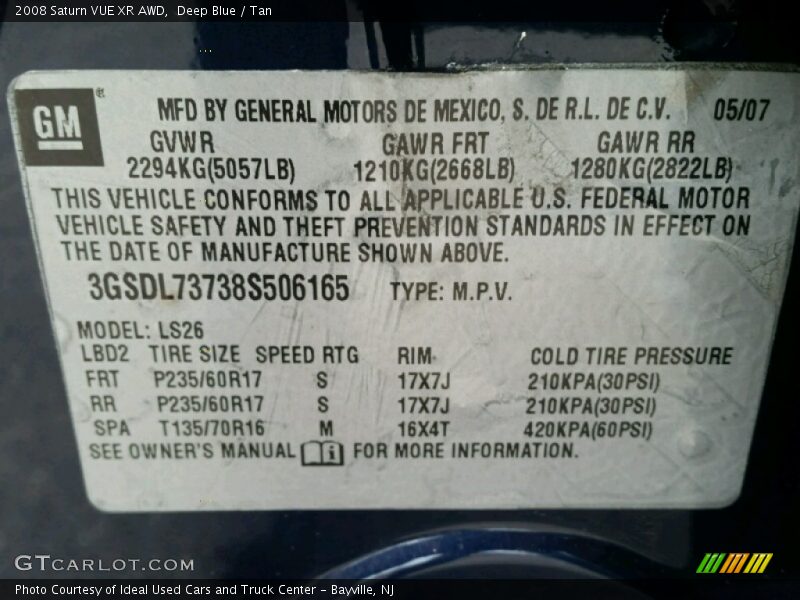 2008 Saturn VUE XR AWD, Deep Blue / Tan
GM ®
MFD BY GENERAL MOTORS DE MEXICO, S. DE R.L. DE C.V. 05/07
GVWR GAWR FRT GAWR RR
2294KG(5057LB) 1210KG(2668LB) 1280KG(2822LB)
THIS VEHICLE CONFORMS TO ALL APPLICABLE U.S. FEDERAL MOTOR
VEHICLE SAFETY AND THEFT PREVENTION STANDARDS IN EFFECT ON
THE DATE OF MANUFACTURE SHOWN ABOVE.
3GSDL73738S506165 TYPE: M.P.V.
MODEL: LS26
LBD2 TIRE SIZE SPEED RTG RIM COLD TIRE PRESSURE
FRT P235/60R17 S 17X7J 210KPA(30PSI)
RR P235/60R17 S 17X7J 210KPA(30PSI)
SPA T135/70R16 M 16X4T 420KPA(60PSI)
SEE OWNER'S MANUAL i FOR MORE INFORMATION.
GTCARLOT.COM
Photo Courtesy of Ideal Used Cars and Truck Center - Bayville, NJ